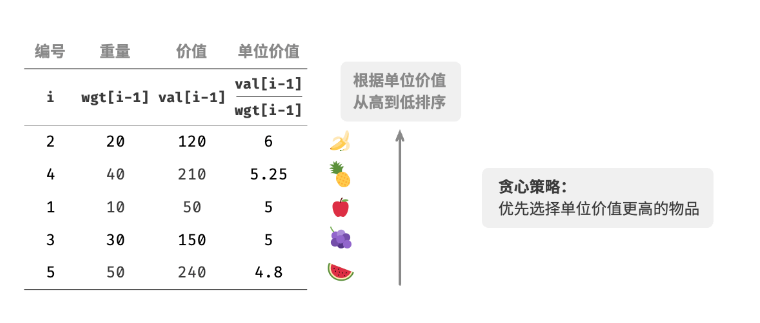 编号 重量 价值 单位价值
i wgt[i-1] val[i-1] val[i-1]
wgt[i-1]
2 20 120 6
4 40 210 5.25
1 10 50 5
3 30 150 5
5 50 240 4.8
根据单位价值
从高到低排序
贪心策略：
优先选择单位价值更高的物品